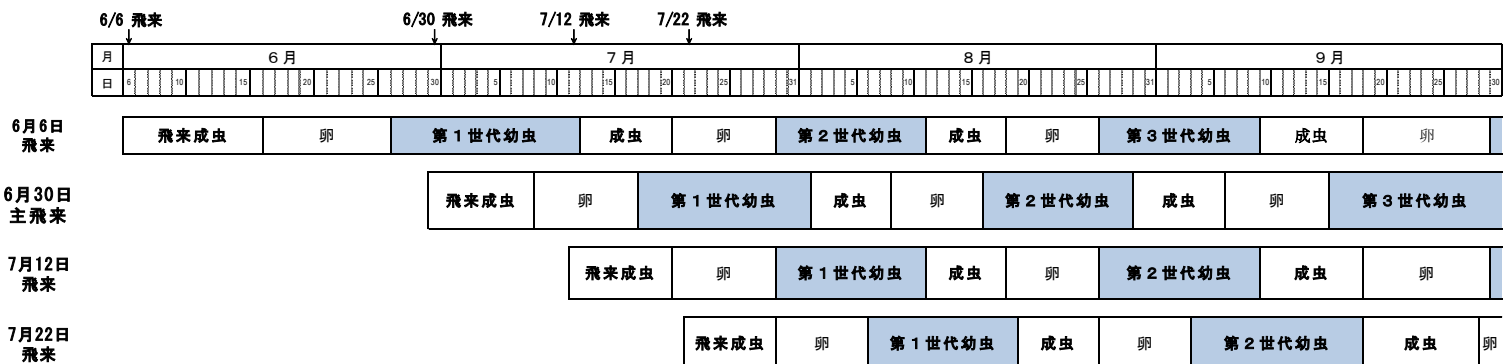 6/6 飛来 6/30 飛来 7/12 飛来 7/22 飛来
月 6月 7月 8月 9月
日 6 10 15 20 25 30 5 10 15 20 25 31 5 10 15 20 25 31 5 10 15 20 25 30
6月6日
飛来
飛来成虫 卵 第1世代幼虫 成虫 卵 第2世代幼虫 成虫 卵 第3世代幼虫 成虫 卵
6月30日
主飛来
飛来成虫 卵 第1世代幼虫 成虫 卵 第2世代幼虫 成虫 卵 第3世代幼虫
7月12日
飛来
飛来成虫 卵 第1世代幼虫 成虫 卵 第2世代幼虫 成虫 卵
7月22日
飛来
飛来成虫 卵 第1世代幼虫 成虫 卵 第2世代幼虫 成虫 卵